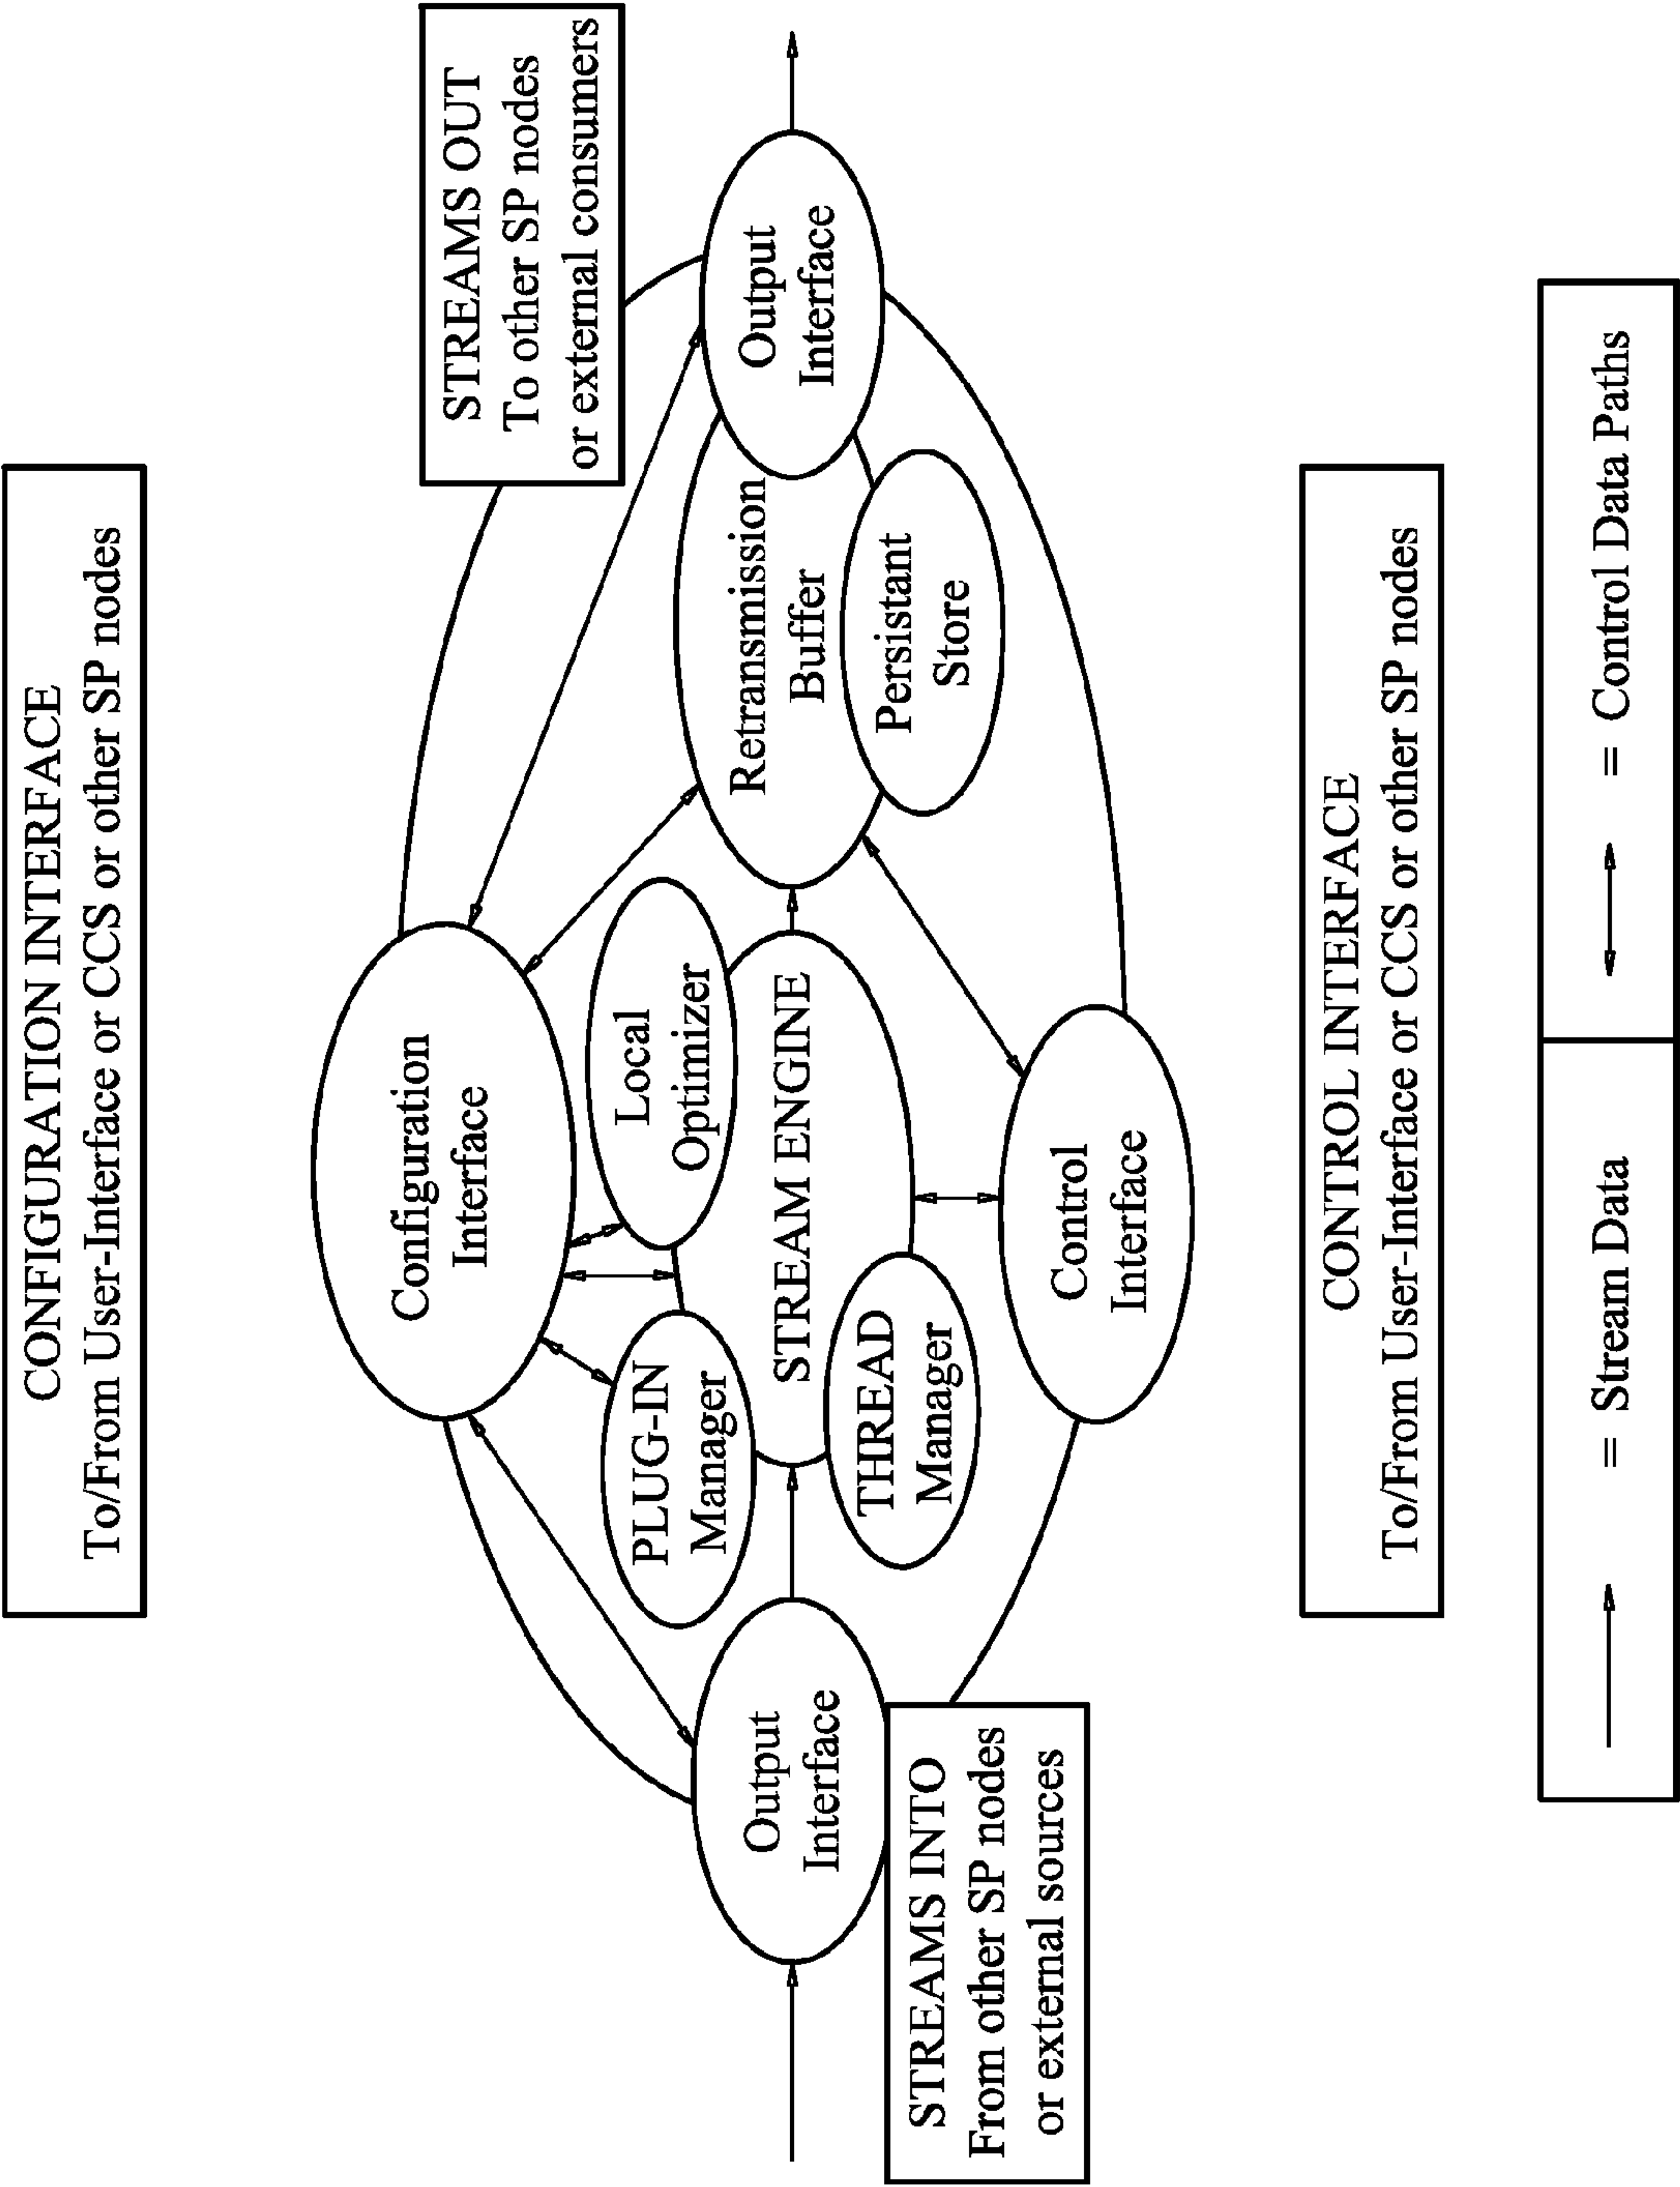 CONFIGURATION INTERFACE
To/From User-Interface or CCS or other SP nodes
STREAMS OUT
To other SP nodes
or external consumers
Configuration
Interface
Local
Optimizer
PLUG-IN
Manager
STREAM ENGINE
THREAD
Manager
Output
Interface
Retransmission
Buffer
Persistant
Store
Output
Interface
STREAMS INTO
From other SP nodes
or external sources
Control
Interface
CONTROL INTERFACE
To/From User-Interface or CCS or other SP nodes
= Stream Data
= Control Data Paths